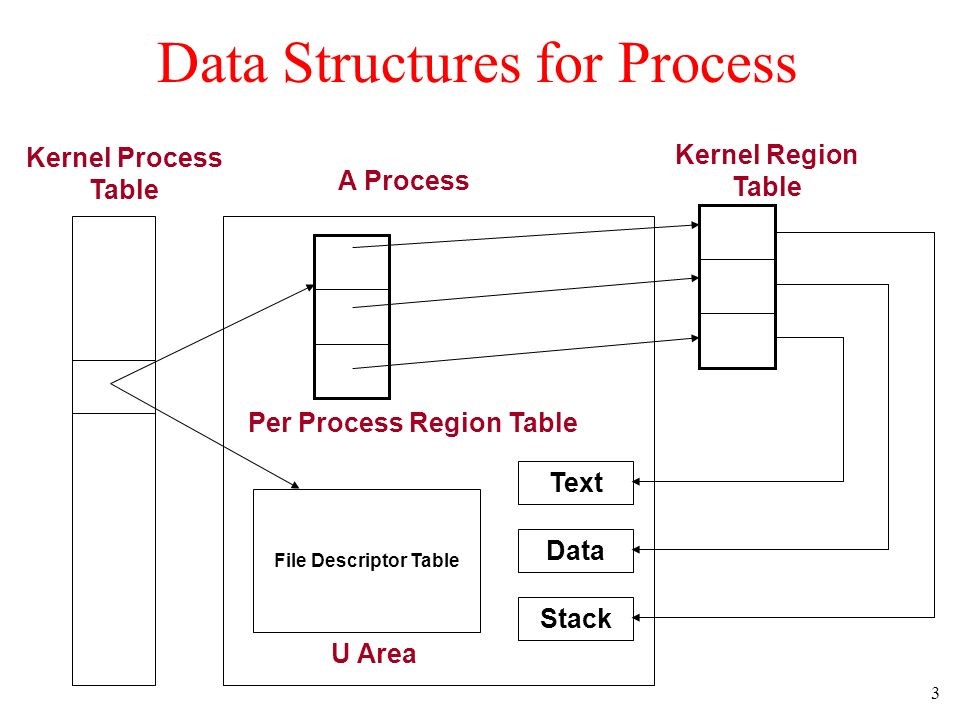 Data Structures for Process
Kernel Process
Table
A Process
Kernel Region
Table
Per Process Region Table
Text
Data
Stack
File Descriptor Table
U Area
3